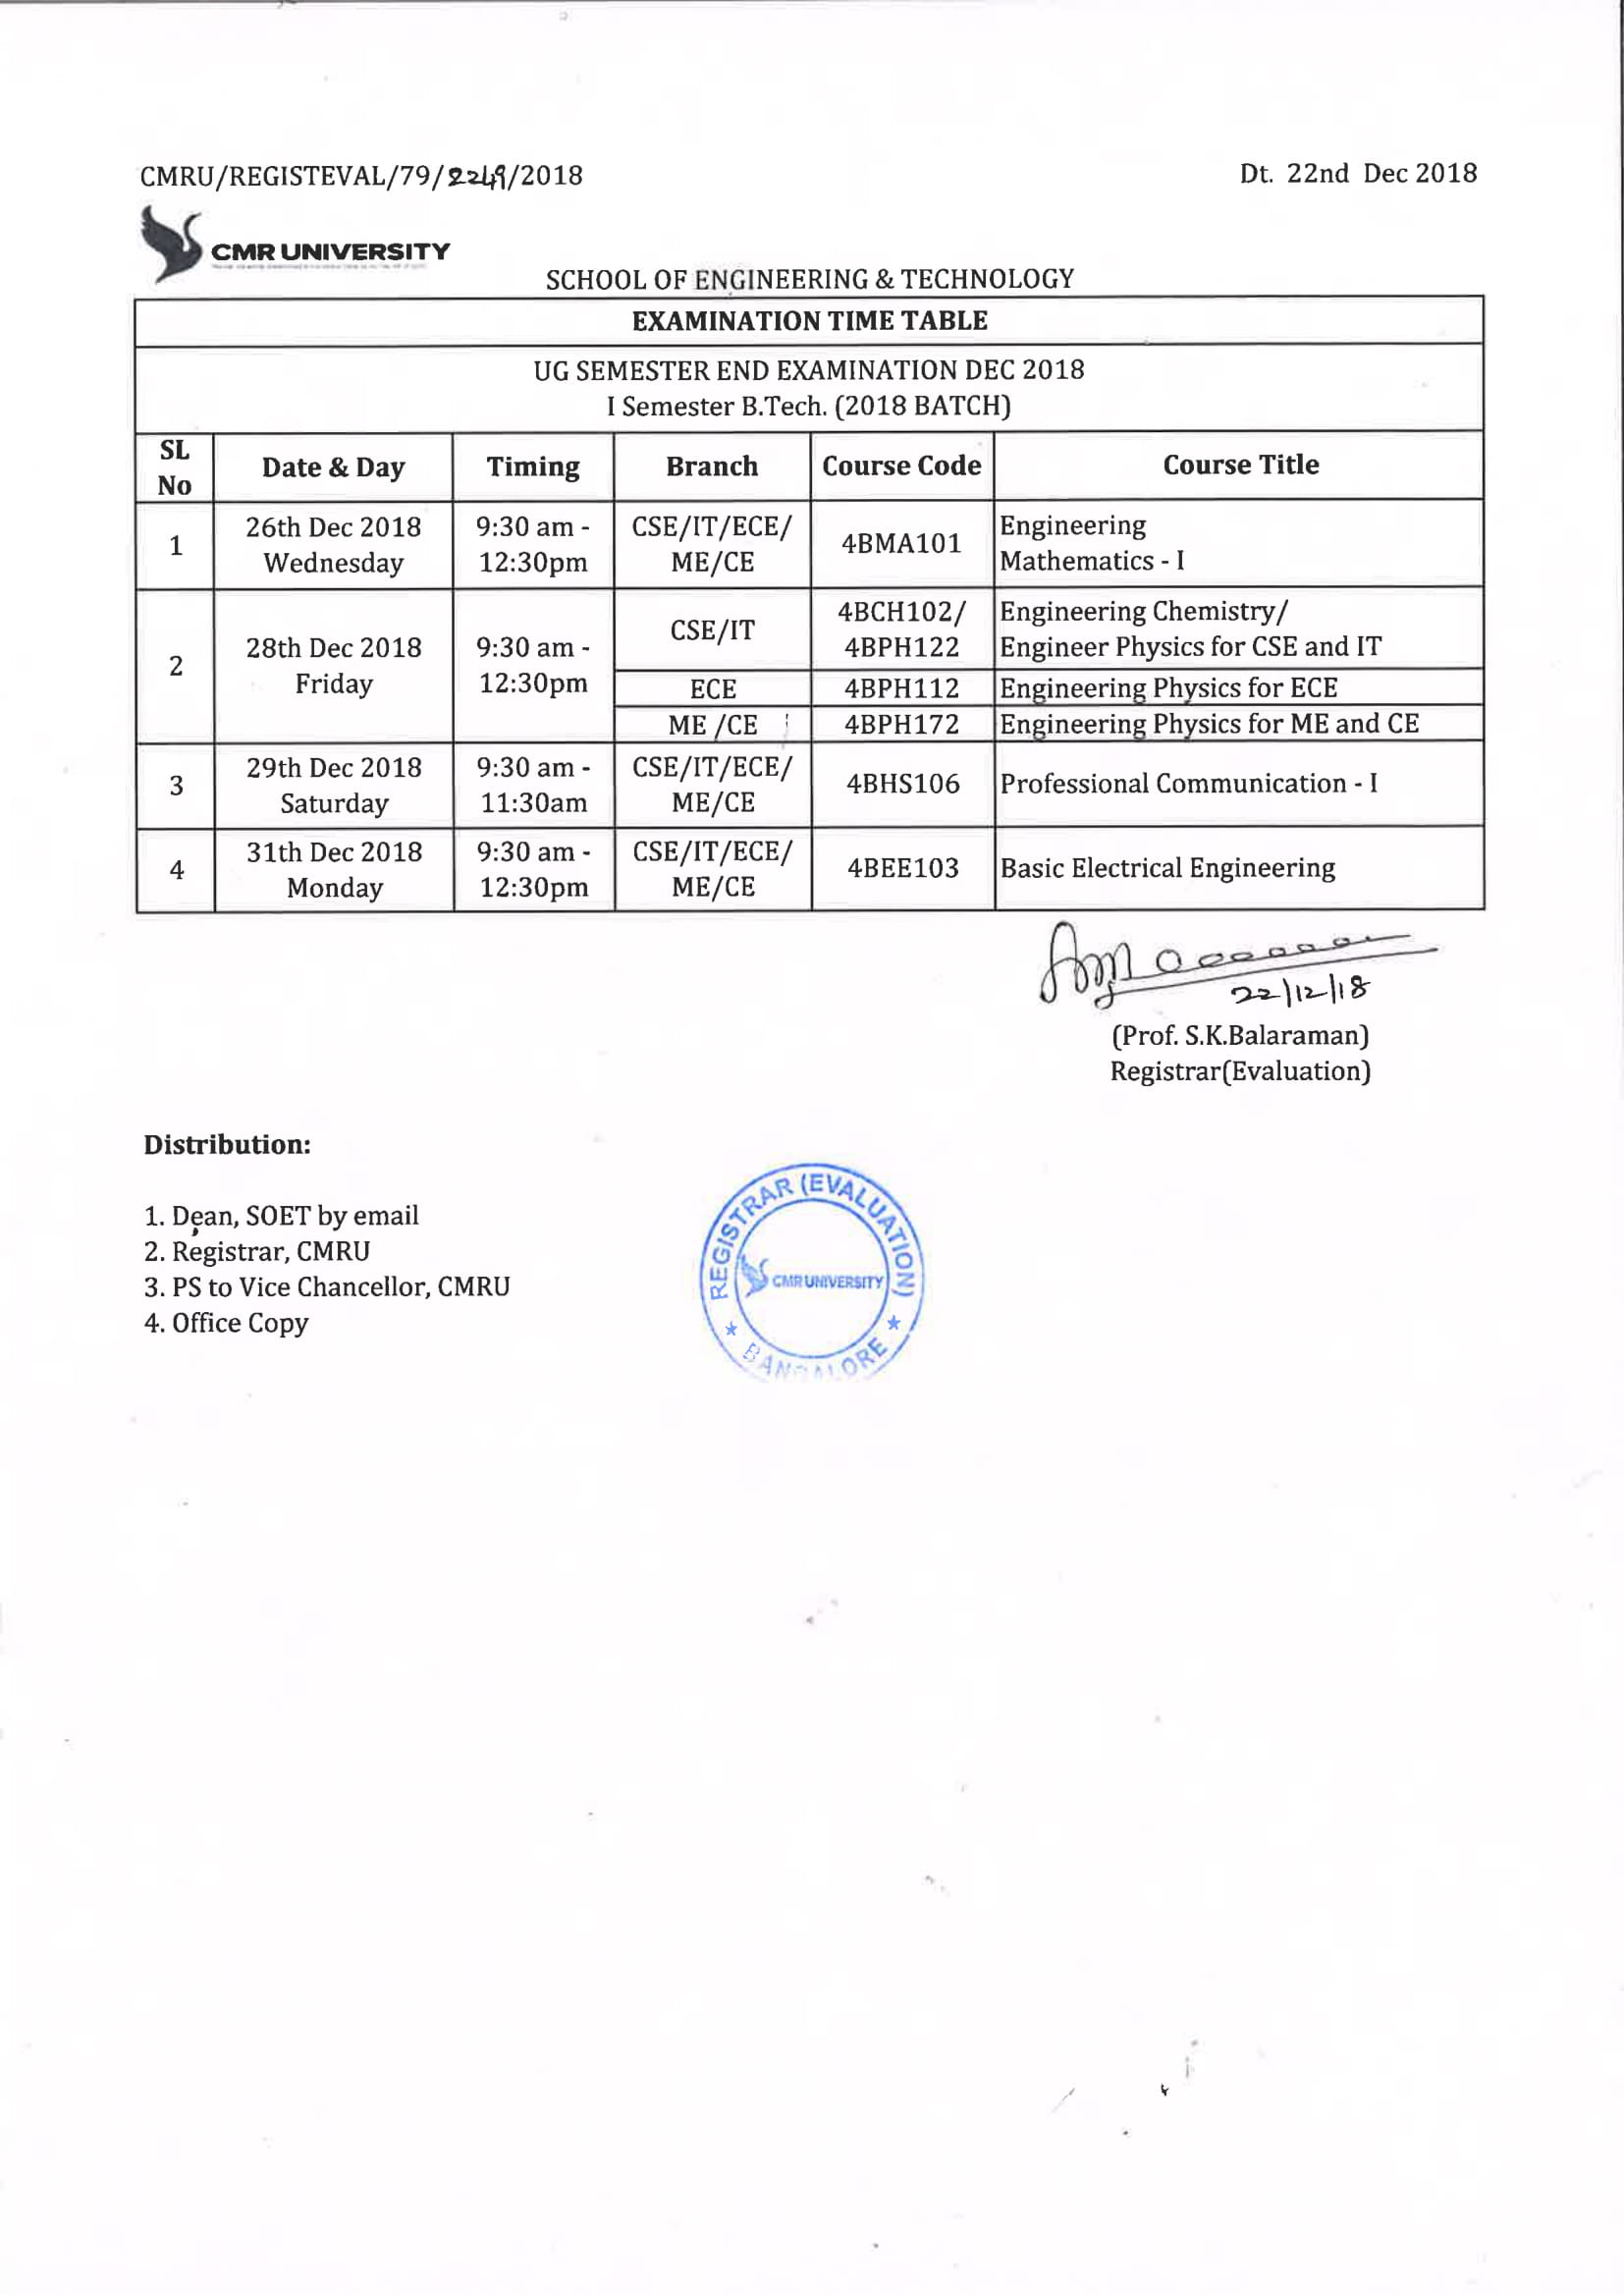 CMRU/REGISTEVAL/79/2249/2018 Dt. 22nd Dec 2018
CMR UNIVERSITY
SCHOOL OF ENGINEERING & TECHNOLOGY
EXAMINATION TIME TABLE
UG SEMESTER END EXAMINATION DEC 2018
I Semester B.Tech. (2018 BATCH)
SL No Date & Day Timing Branch Course Code Course Title
1 26th Dec 2018 Wednesday 9:30 am - 12:30pm CSE/IT/ECE/ ME/CE 4BMA101 Engineering Mathematics - I
2 28th Dec 2018 Friday 9:30 am - 12:30pm CSE/IT 4BCH102/ 4BPH122 Engineering Chemistry/ Engineer Physics for CSE and IT
ECE 4BPH112 Engineering Physics for ECE
ME /CE 4BPH172 Engineering Physics for ME and CE
3 29th Dec 2018 Saturday 9:30 am - 11:30am CSE/IT/ECE/ ME/CE 4BHS106 Professional Communication - I
4 31th Dec 2018 Monday 9:30 am - 12:30pm CSE/IT/ECE/ ME/CE 4BEE103 Basic Electrical Engineering
22/12/18
(Prof. S.K.Balaraman)
Registrar(Evaluation)
Distribution:
1. Dean, SOET by email
2. Registrar, CMRU
3. PS to Vice Chancellor, CMRU
4. Office Copy
REGISTRAR (EVALUATION)
CMR UNIVERSITY
★ BANGALORE ★